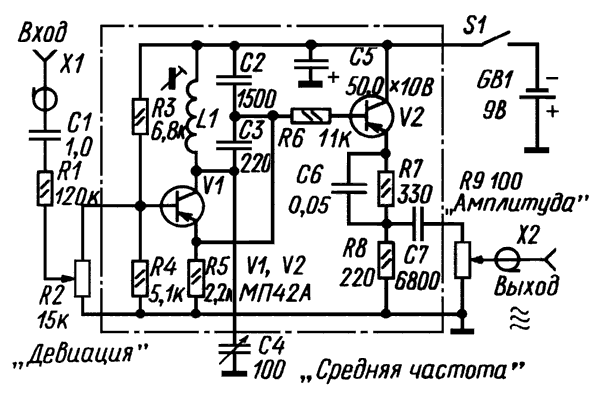 Вход
X1
C1
1,0
R1
120к
R2
15к
„Девиация”
R3
6,8к
L1
C2
1500
C3
220
V1
R4
5,1к
R5
2,2к
V1, V2
МП42А
C4
100
„Средняя частота”
C5
50,0 ×10В
R6
11к
V2
C6
0,05
R7
330
R8
220
C7
6800
S1
GB1
9В
R9 100
„Амплитуда”
X2
Выход